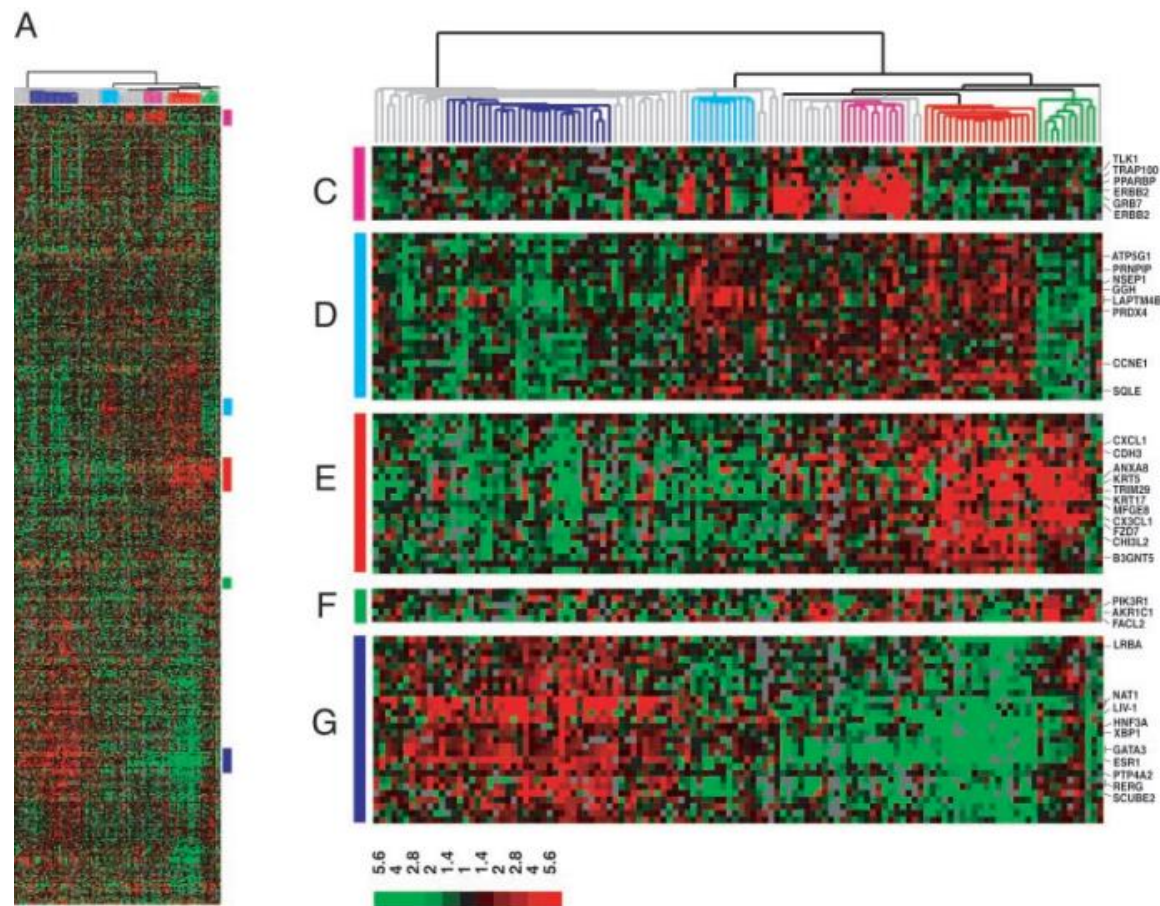 A
C
TLK1
TRAP100
PPARBP
ERBB2
GRB7
ERBB2
D
ATP5G1
PRNPIP
NSEP1
GGH
LAPTM4B
PRDX4
CCNE1
SQLE
E
CXCL1
CDH3
ANXA8
KRT5
TRIM29
KRT17
MFGE8
CX3CL1
FZD7
CHI3L2
B3GNT5
F
PIK3R1
AKR1C1
FACL2
G
LRBA
NAT1
LIV-1
HNF3A
XBP1
GATA3
ESR1
PTP4A2
RERG
SCUBE2
5.6
4
2.8
2
1.4
1
1.4
2
2.8
4
5.6